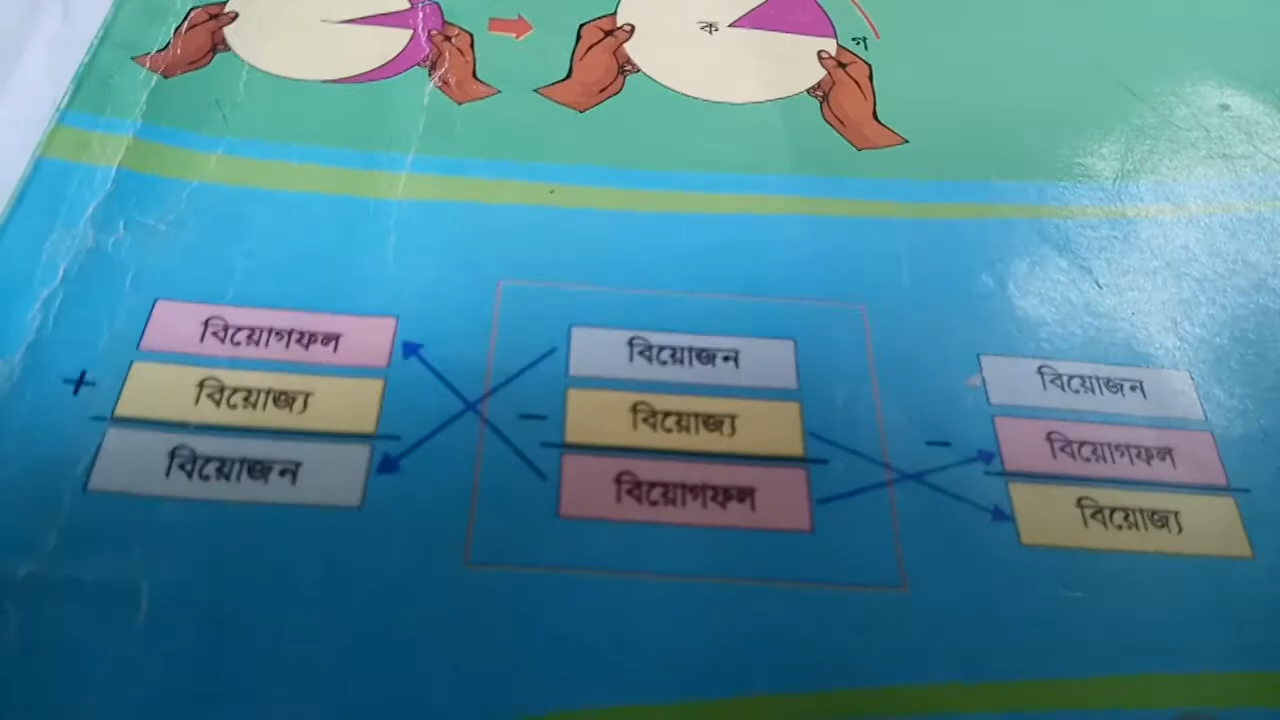 ক
গ
বিয়োগফল
+ বিয়োজ্য
বিয়োজন
বিয়োজন
− বিয়োজ্য
বিয়োগফল
বিয়োজন
− বিয়োগফল
বিয়োজ্য